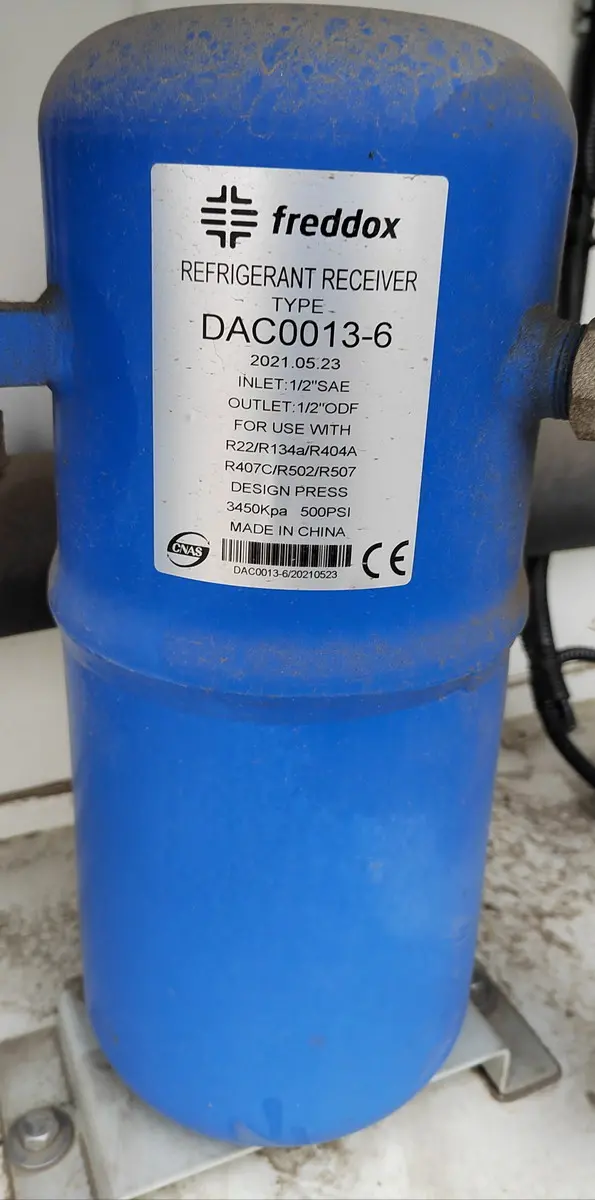 freddox
REFRIGERANT RECEIVER
TYPE
DAC0013-6
2021.05.23
INLET:1/2"SAE
OUTLET:1/2"ODF
FOR USE WITH
R22/R134a/R404A
R407C/R502/R507
DESIGN PRESS
3450Kpa 500PSI
MADE IN CHINA
CNAS
CE
DAC0013-6/20210523